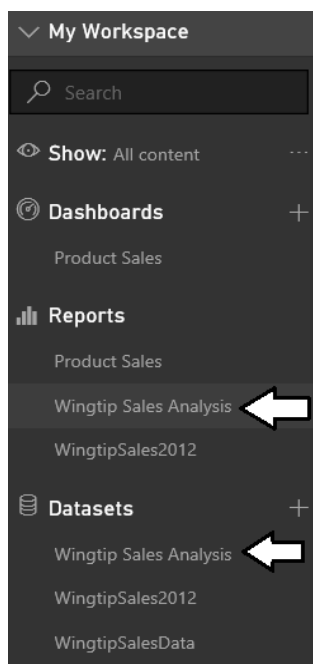 My Workspace
Search
Show: All content
Dashboards
Product Sales
Reports
Product Sales
Wingtip Sales Analysis
WingtipSales2012
Datasets
Wingtip Sales Analysis
WingtipSales2012
WingtipSalesData